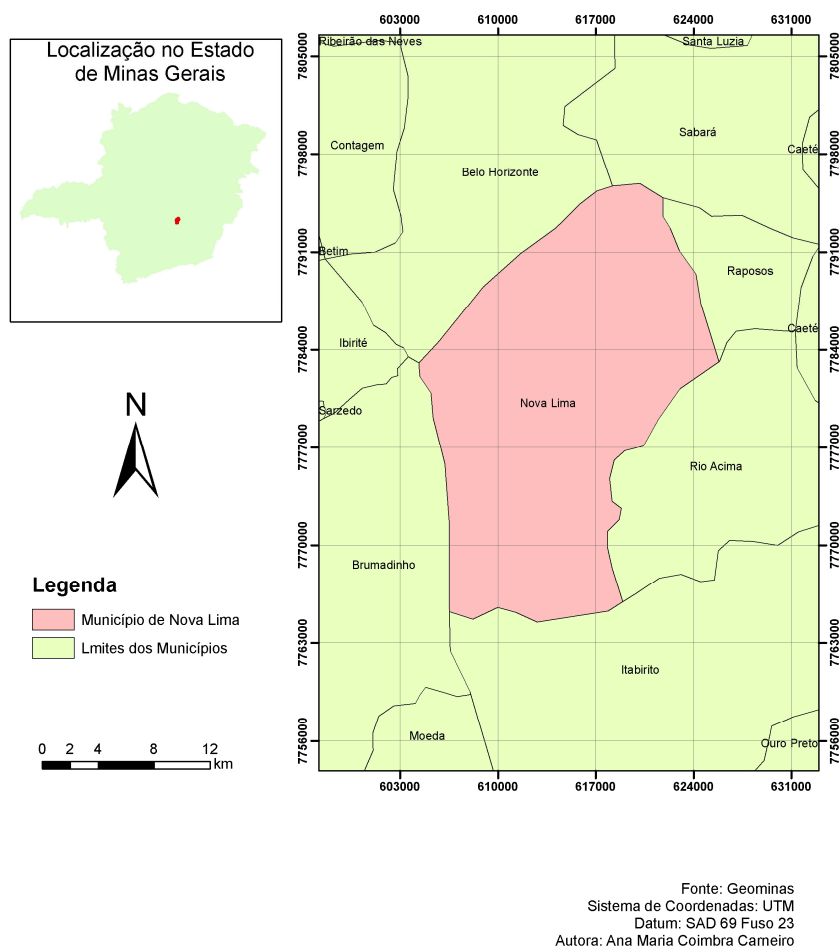 Localização no Estado
de Minas Gerais
603000
610000
617000
624000
631000
7805000
7798000
7791000
7784000
7777000
7770000
7763000
7756000
7805000
7798000
7791000
7784000
7777000
7770000
7763000
7756000
Ribeirão das Neves
Santa Luzia
Sabará
Contagem
Caeté
Belo Horizonte
Betim
Raposos
Caeté
Ibirité
Nova Lima
Sarzedo
Rio Acima
Brumadinho
Itabirito
Moeda
Ouro Preto
603000
610000
617000
624000
631000
N
Legenda
Município de Nova Lima
Lmites dos Municípios
0 2 4 8 12
km
Fonte: Geominas
Sistema de Coordenadas: UTM
Datum: SAD 69 Fuso 23
Autora: Ana Maria Coimbra Carneiro